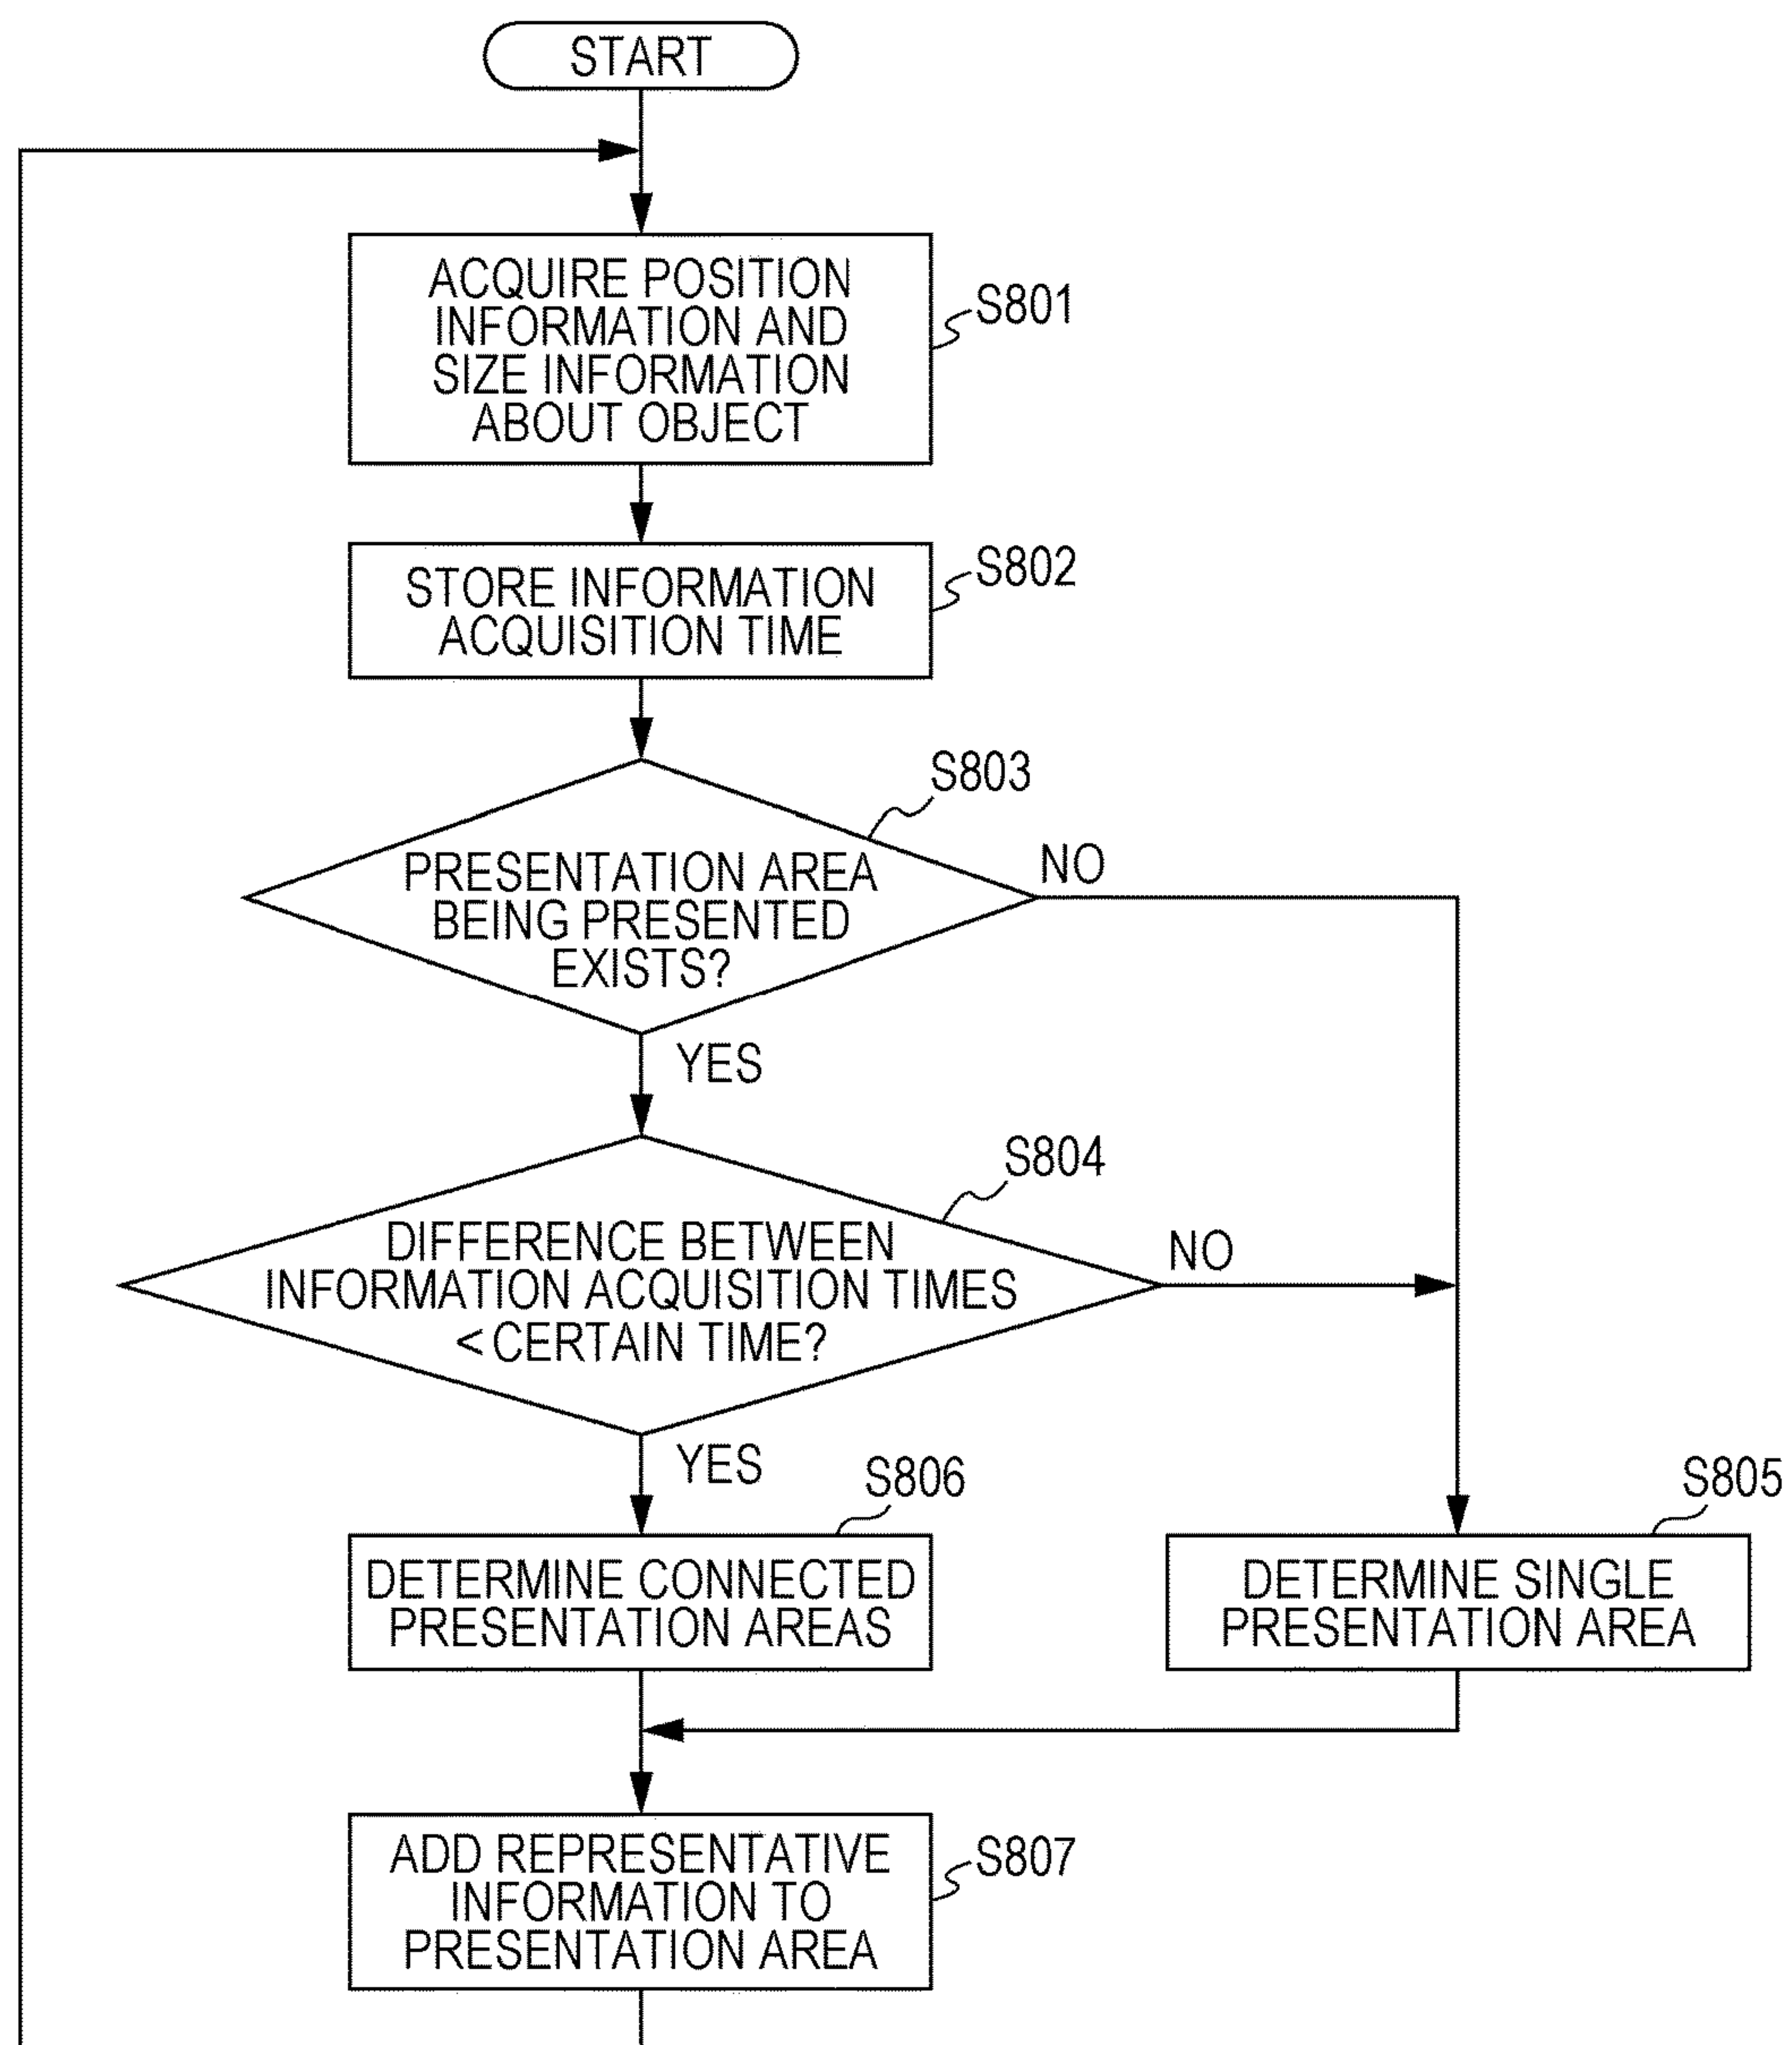 START
ACQUIRE POSITION
INFORMATION AND
SIZE INFORMATION
ABOUT OBJECT
S801
STORE INFORMATION
ACQUISITION TIME
S802
S803
PRESENTATION AREA
BEING PRESENTED
EXISTS?
NO
YES
S804
DIFFERENCE BETWEEN
INFORMATION ACQUISITION TIMES
< CERTAIN TIME?
NO
YES
S806
DETERMINE CONNECTED
PRESENTATION AREAS
S805
DETERMINE SINGLE
PRESENTATION AREA
ADD REPRESENTATIVE
INFORMATION TO
PRESENTATION AREA
S807